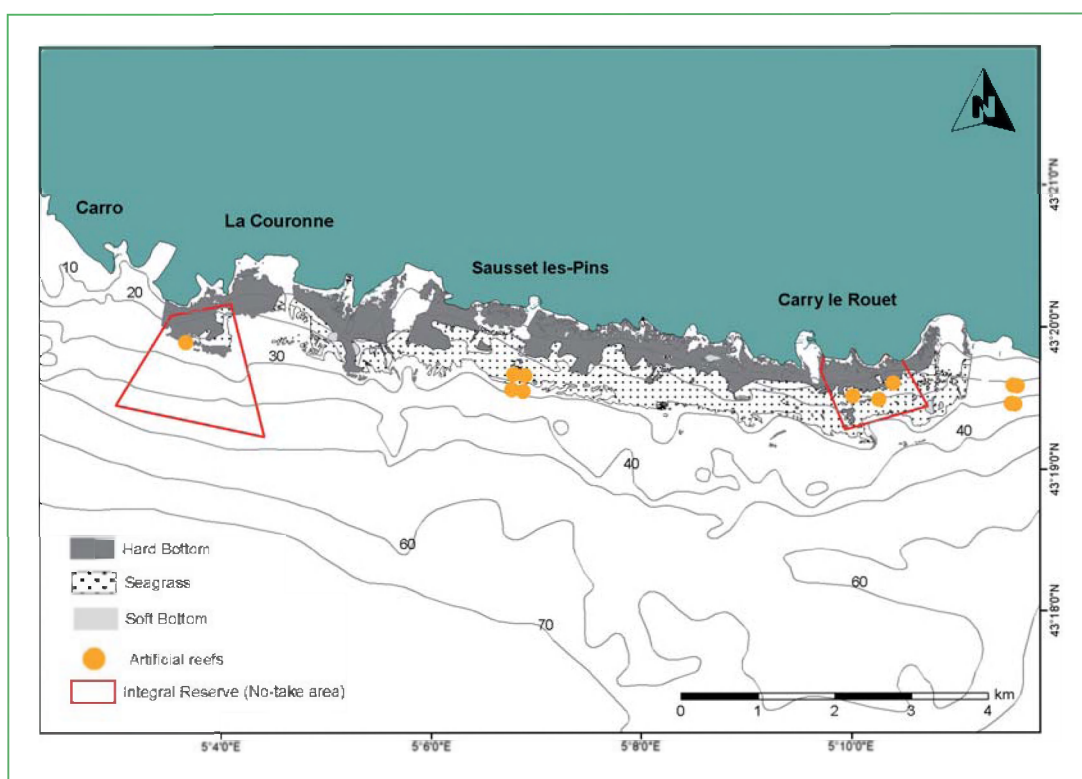 N
43°21'0"N
Carro
La Couronne
10
Sausset les-Pins
20
Carry le Rouet
43°20'0"N
30
40
40
43°19'0"N
60
60
Hard Bottom
Seagrass
Soft Bottom
43°18'0"N
70
Artificial reefs
Integral Reserve (No-take area)
km
0 1 2 3 4
5°4'0"E 5°6'0"E 5°8'0"E 5°10'0"E